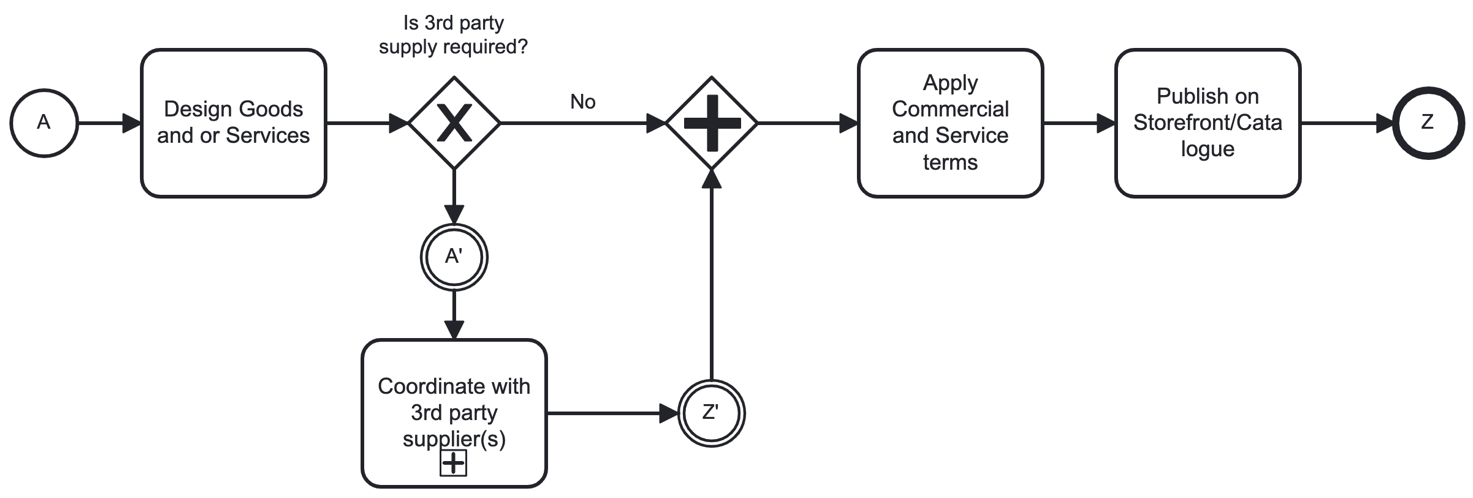 Is 3rd party
supply required?
A
Design Goods
and or Services
X
No
Apply
Commercial
and Service
terms
Publish on
Storefront/Cata
logue
Z
A'
Coordinate with
3rd party
supplier(s)
Z'